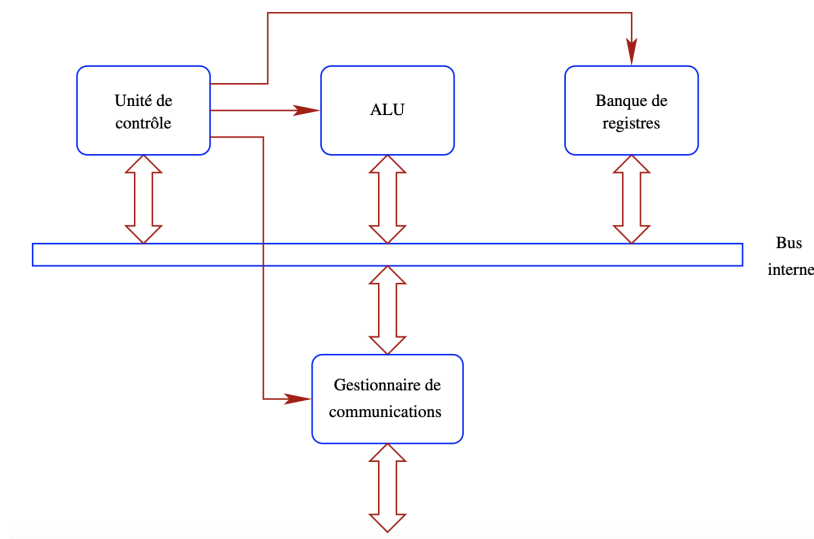 Unité de
contrôle
ALU
Banque de
registres
Bus
interne
Gestionnaire de
communications